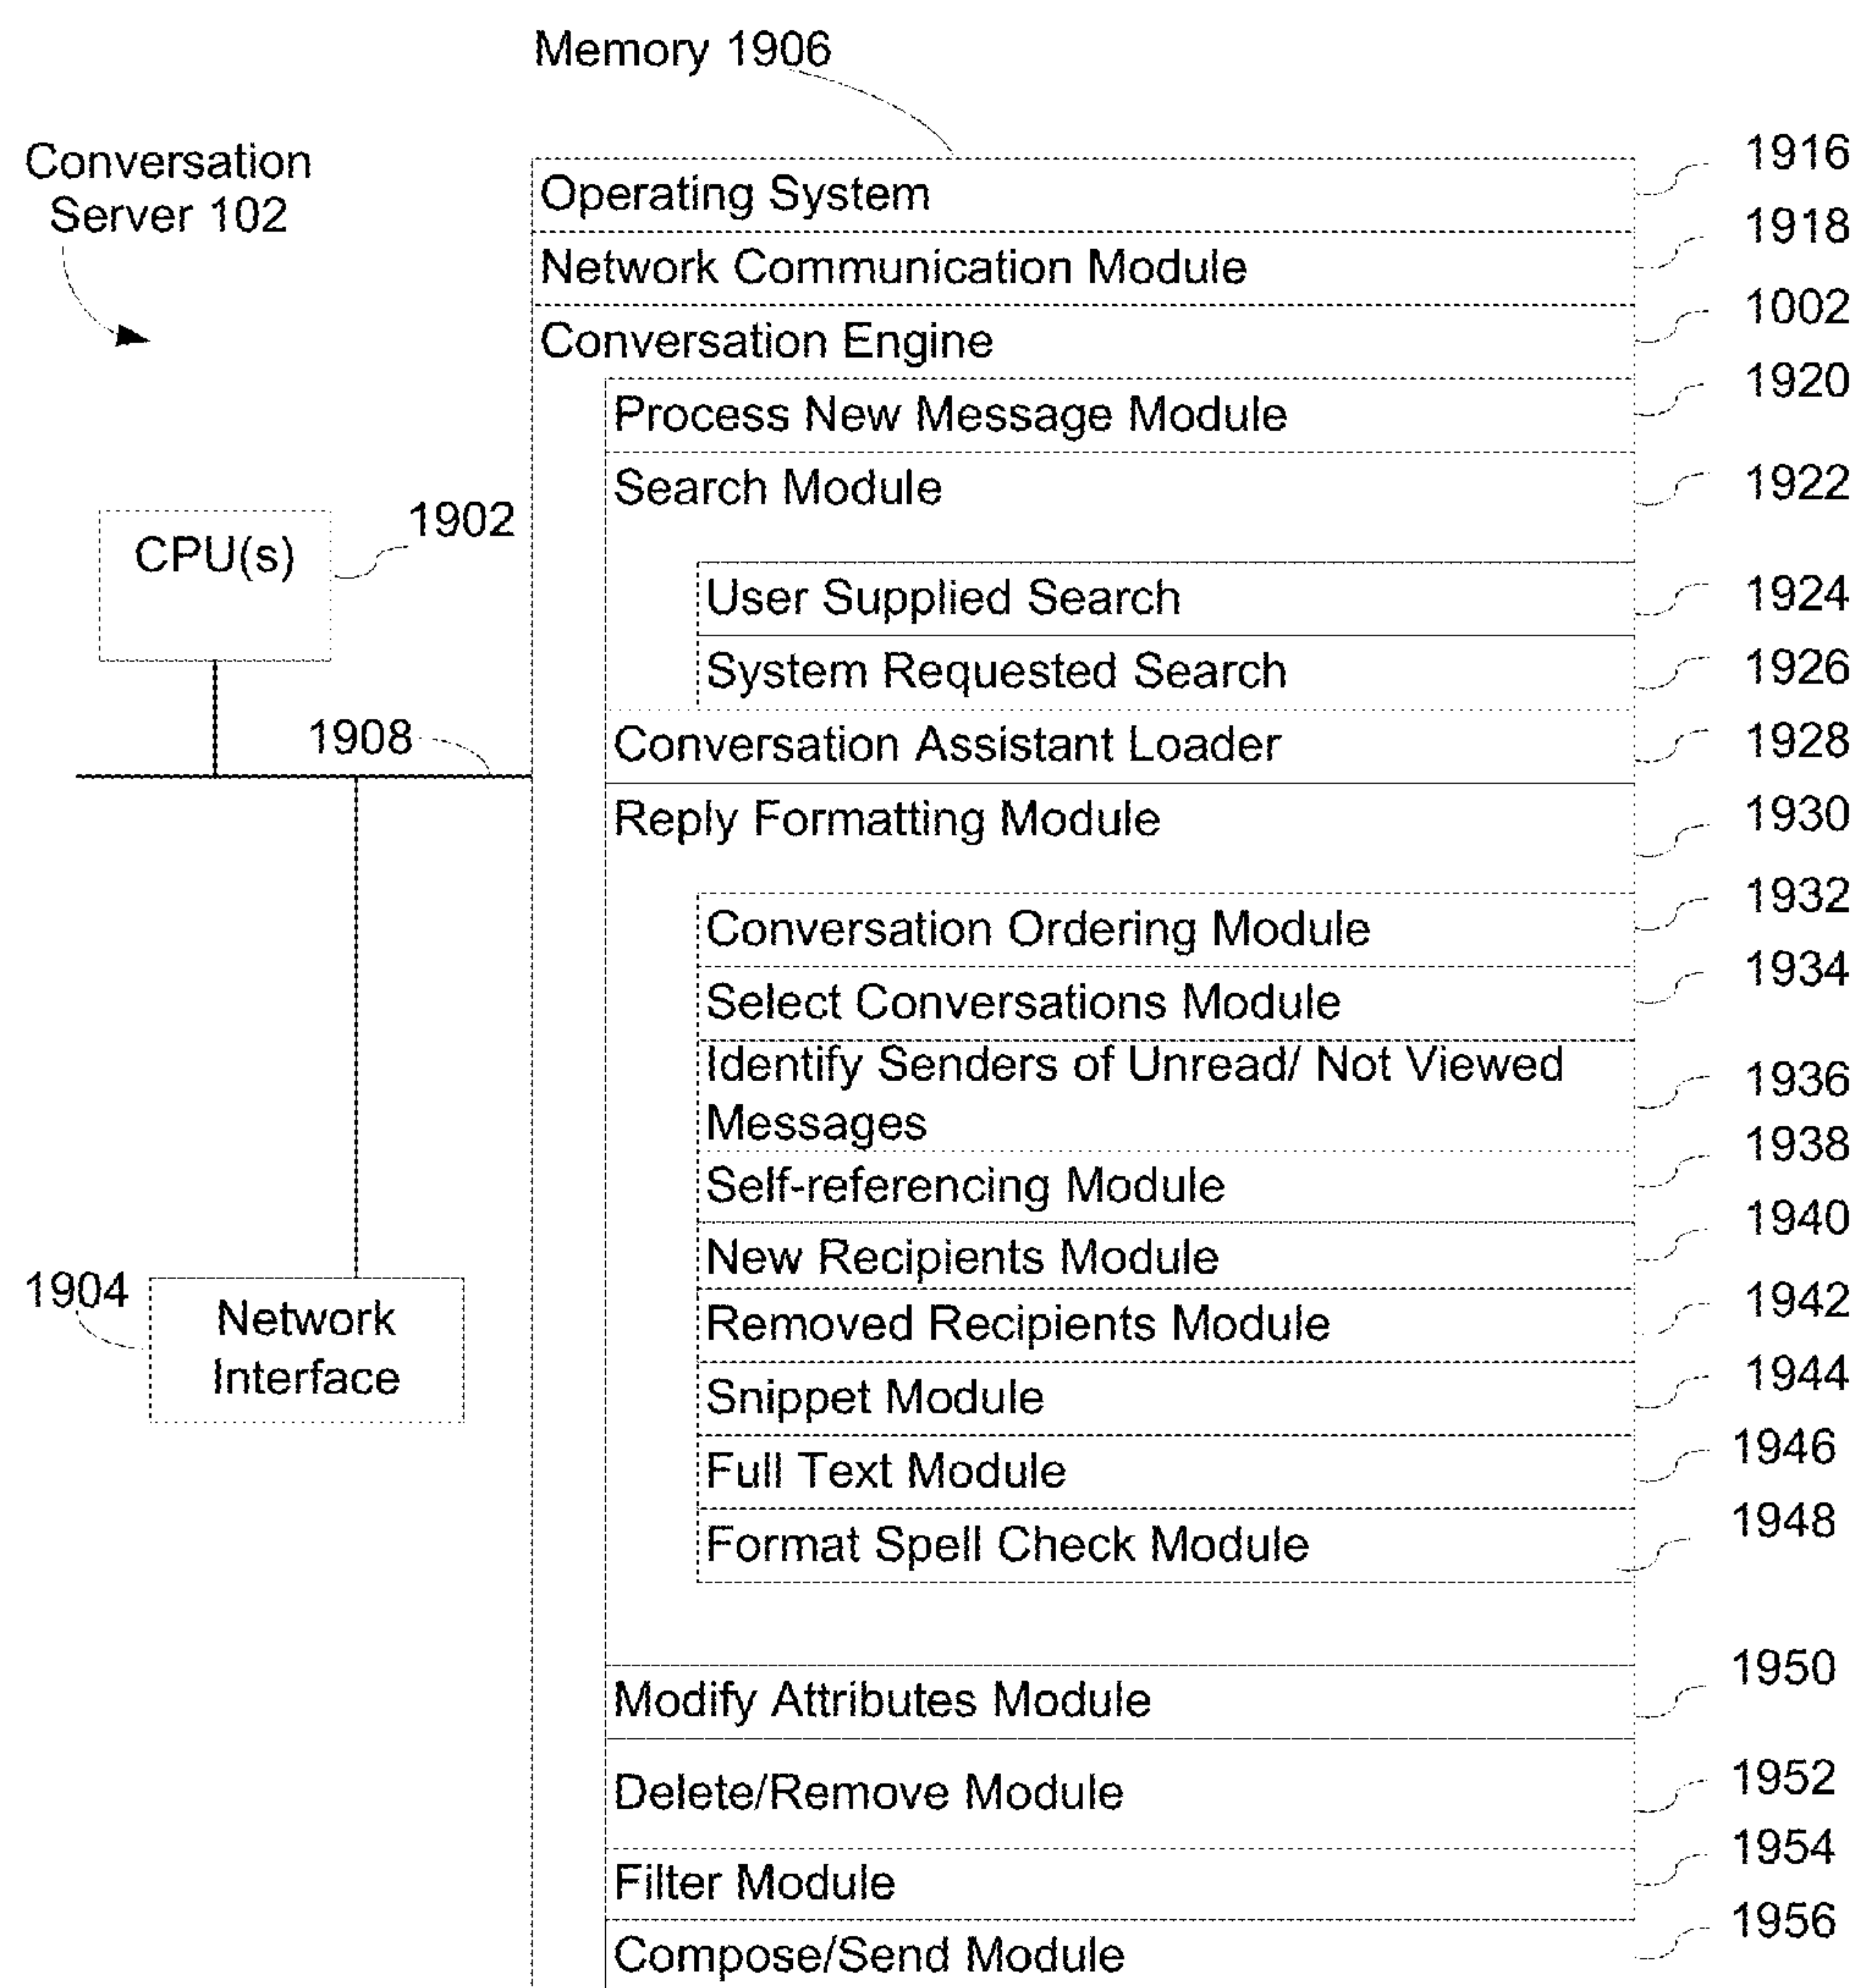 Memory 1906
Conversation
Server 102
Operating System 1916
Network Communication Module 1918
Conversation Engine 1002
Process New Message Module 1920
Search Module 1922
CPU(s) 1902
User Supplied Search 1924
System Requested Search 1926
1908
Conversation Assistant Loader 1928
Reply Formatting Module 1930
Conversation Ordering Module 1932
Select Conversations Module 1934
Identify Senders of Unread/ Not Viewed
Messages 1936
Self-referencing Module 1938
New Recipients Module 1940
1904
Network
Interface
Removed Recipients Module 1942
Snippet Module 1944
Full Text Module 1946
Format Spell Check Module 1948
Modify Attributes Module 1950
Delete/Remove Module 1952
Filter Module 1954
Compose/Send Module 1956